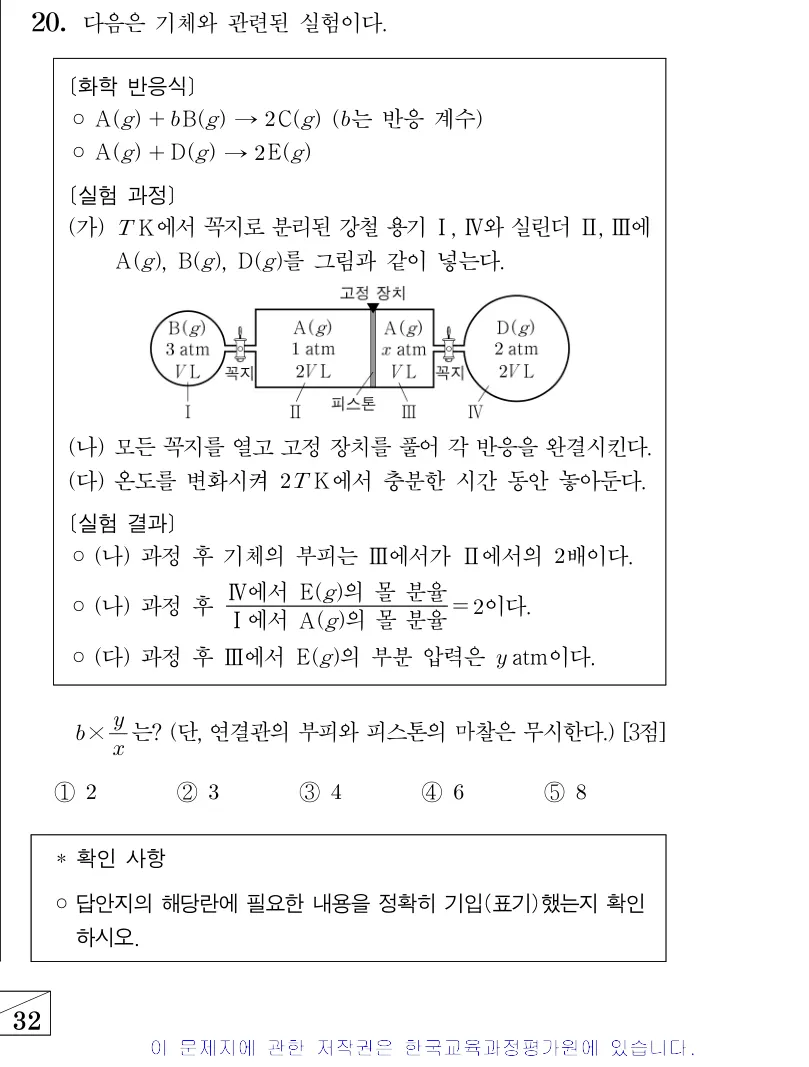 20. 다음은 기체와 관련된 실험이다.
〔화학 반응식〕
○ A(g) + bB(g) → 2C(g) (b는 반응 계수)
○ A(g) + D(g) → 2E(g)
〔실험 과정〕
(가) T K에서 꼭지로 분리된 강철 용기 Ⅰ, Ⅳ와 실린더 Ⅱ, Ⅲ에
A(g), B(g), D(g)를 그림과 같이 넣는다.
고정 장치
B(g) A(g) A(g) D(g)
3 atm 1 atm x atm 2 atm
V L 2V L V L 2V L
꼭지 꼭지
피스톤
Ⅰ Ⅱ Ⅲ Ⅳ
(나) 모든 꼭지를 열고 고정 장치를 풀어 각 반응을 완결시킨다.
(다) 온도를 변화시켜 2T K에서 충분한 시간 동안 놓아둔다.
〔실험 결과〕
○ (나) 과정 후 기체의 부피는 Ⅲ에서가 Ⅱ에서의 2배이다.
○ (나) 과정 후 Ⅳ에서 E(g)의 몰 분율 / Ⅰ에서 A(g)의 몰 분율 = 2이다.
○ (다) 과정 후 Ⅲ에서 E(g)의 부분 압력은 y atm이다.
b × y/x 는? (단, 연결관의 부피와 피스톤의 마찰은 무시한다.) [3점]
① 2 ② 3 ③ 4 ④ 6 ⑤ 8
* 확인 사항
○ 답안지의 해당란에 필요한 내용을 정확히 기입(표기)했는지 확인
하시오.
32
이 문제지에 관한 저작권은 한국교육과정평가원에 있습니다.